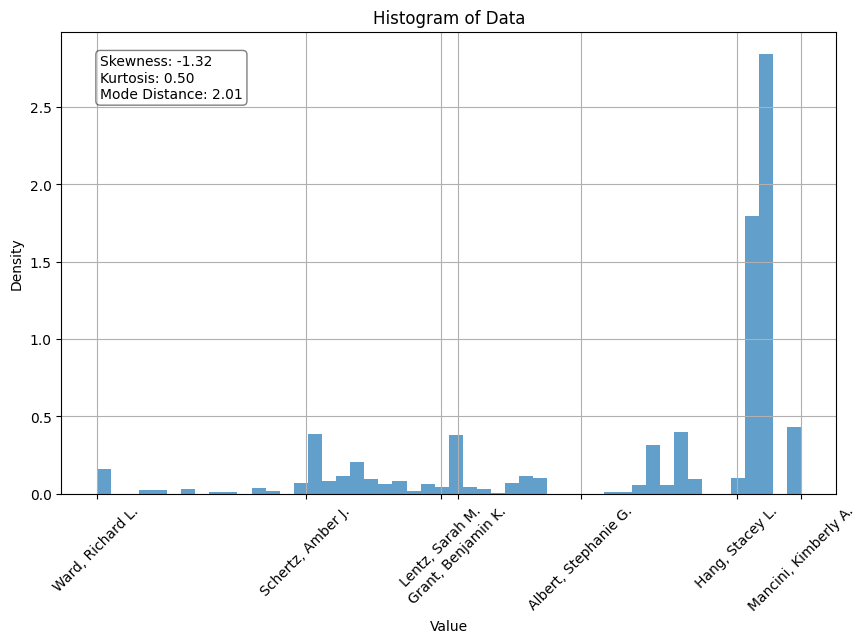 Histogram of Data
Skewness: -1.32
Kurtosis: 0.50
Mode Distance: 2.01
Density
2.5
2.0
1.5
1.0
0.5
0.0
Ward, Richard L.
Schertz, Amber J.
Lentz, Sarah M.
Grant, Benjamin K.
Albert, Stephanie G.
Hang, Stacey L.
Mancini, Kimberly A.
Value